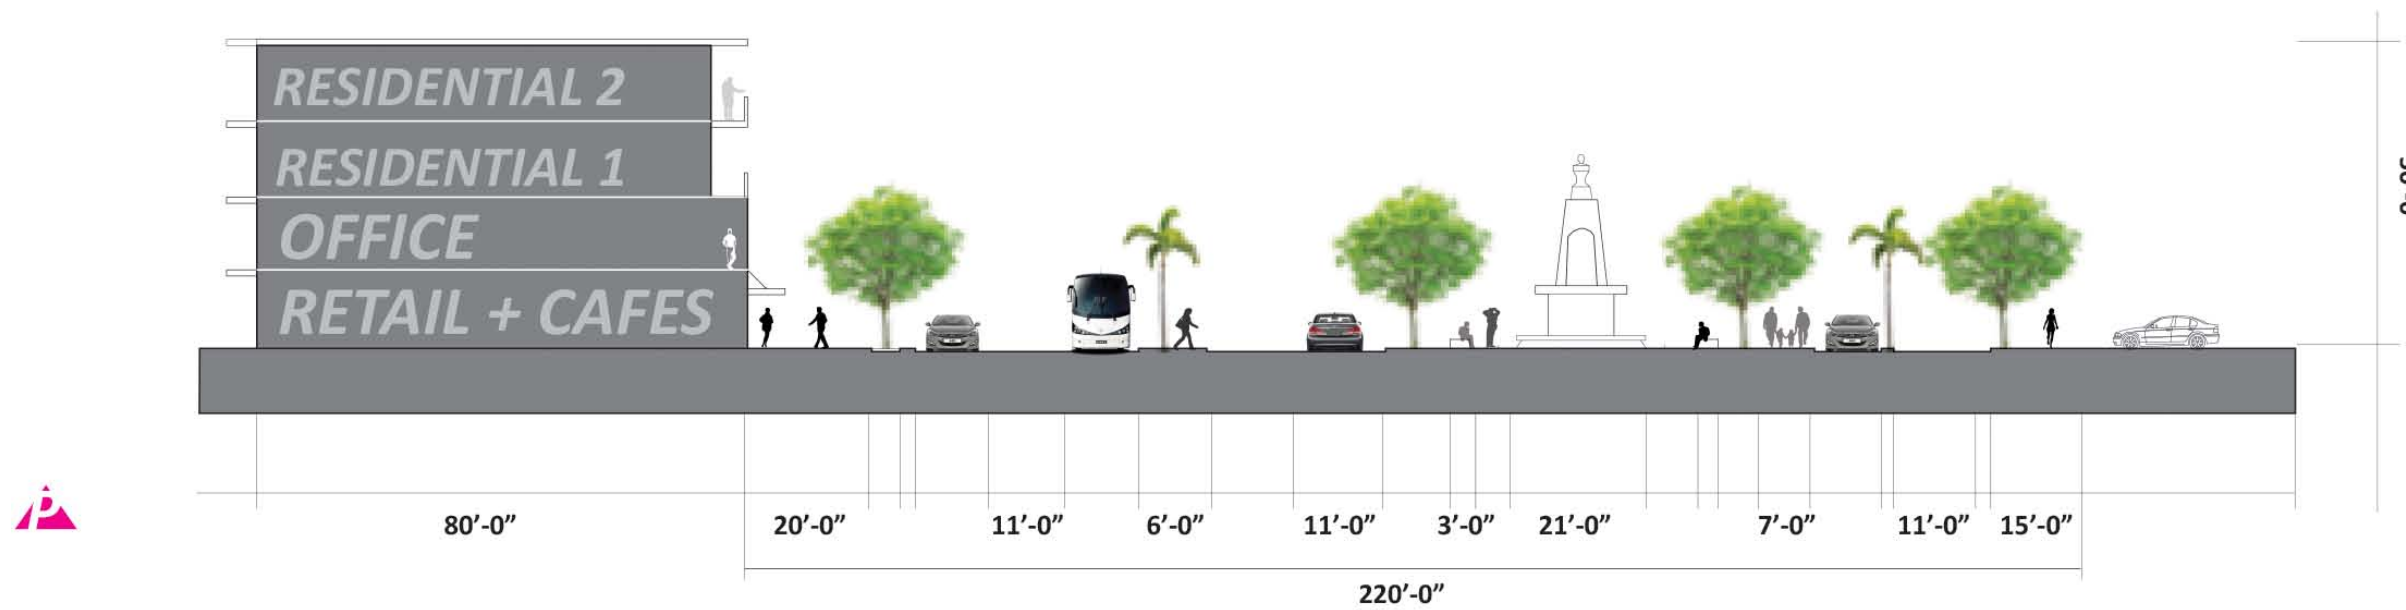 RESIDENTIAL 2
RESIDENTIAL 1
OFFICE
RETAIL + CAFES
P
80’-0” 20’-0” 11’-0” 6’-0” 11’-0” 3’-0” 21’-0” 7’-0” 11’-0” 15’-0”
220’-0”